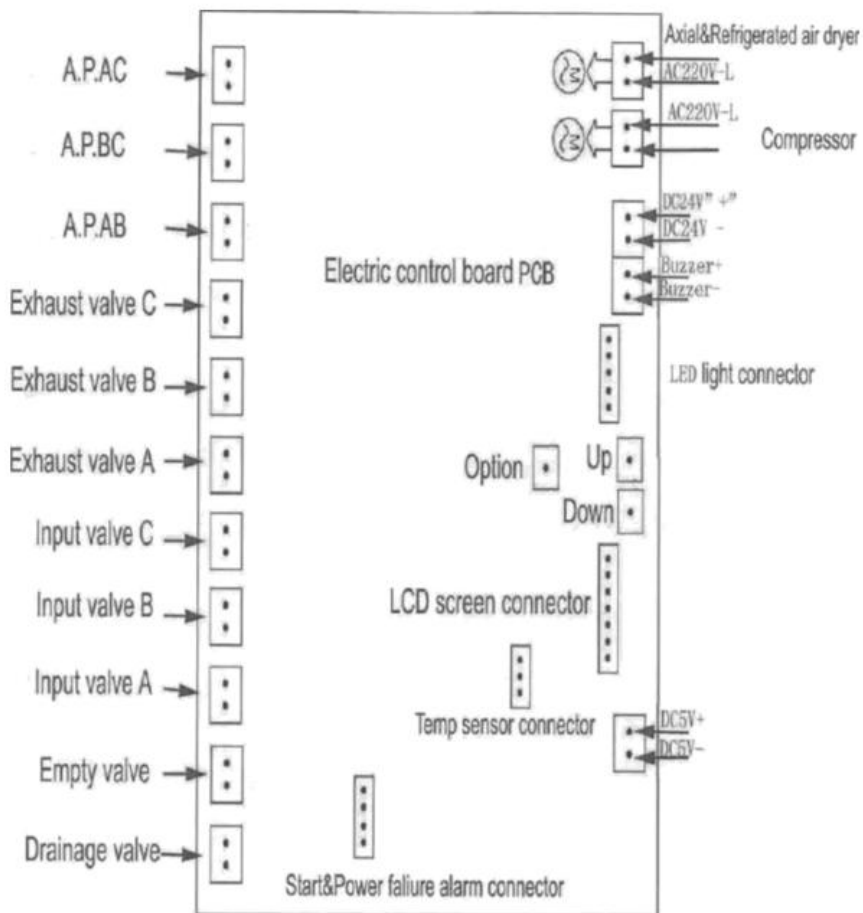 A.P.AC
A.P.BC
A.P.AB
Exhaust valve C
Exhaust valve B
Exhaust valve A
Input valve C
Input valve B
Input valve A
Empty valve
Drainage valve
Axial&Refrigerated air dryer
M
AC220V-L
AC220V-L
M
Compressor
DC24V" +"
DC24V -
Electric control board PCB
Buzzer+
Buzzer-
LED light connector
Option
Up
Down
LCD screen connector
Temp sensor connector
DC5V+
DC5V-
Start&Power faliure alarm connector